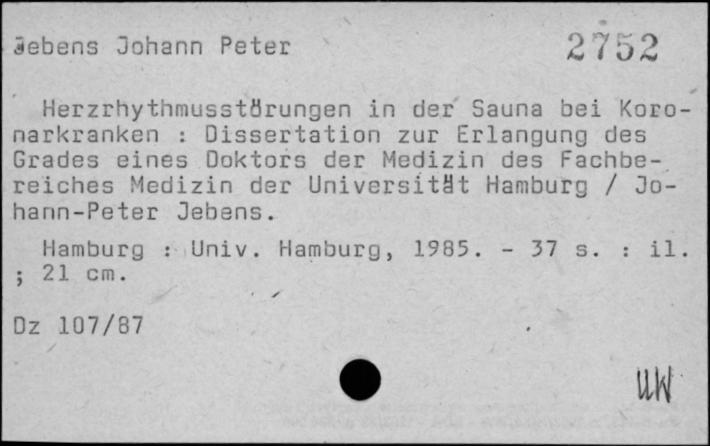 Jebens Johann Peter 2752
Herzrhythmusstörungen in der Sauna bei Koro-
narkranken : Dissertation zur Erlangung des
Grades eines Doktors der Medizin des Fachbe-
reiches Medizin der Universität Hamburg / Jo-
hann-Peter Jebens.
Hamburg : Univ. Hamburg, 1985. - 37 s. : il.
; 21 cm.
Dz 107/87
UW